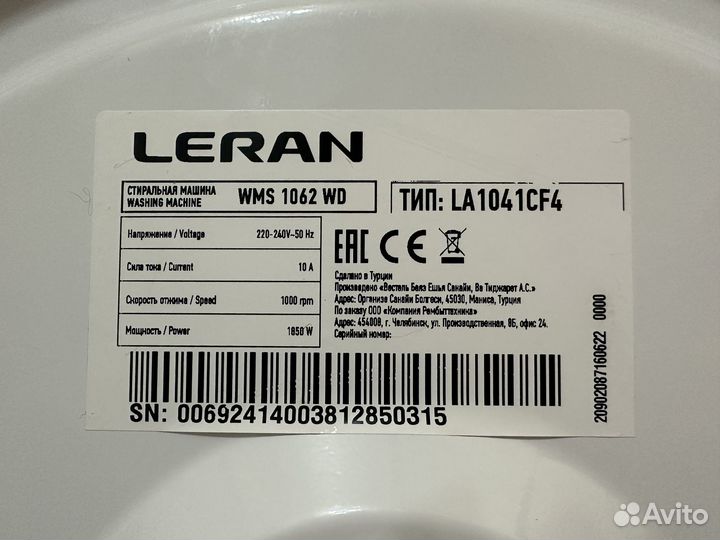 LERAN
СТИРАЛЬНАЯ МАШИНА
WASHING MACHINE
WMS 1062 WD
ТИП: LA1041CF4
Напряжение / Voltage 220-240V~50 Hz
Сила тока / Current 10 A
Скорость отжима / Speed 1000 rpm
Мощность / Power 1850 W
EAC CE
Сделано в Турции
Произведено «Вестель Беяз Ешья Санайи, Ве Тиджарет А.С.»
Адрес: Организе Санайи Болгеси, 45030, Маниса, Турция
По заказу ООО «Компания Рембыттехника»
Адрес: 454008, г. Челябинск, ул. Производственная, 8Б, офис 24.
Серийный номер:
SN: 00692414003812850315
20902087160622 0000
Avito